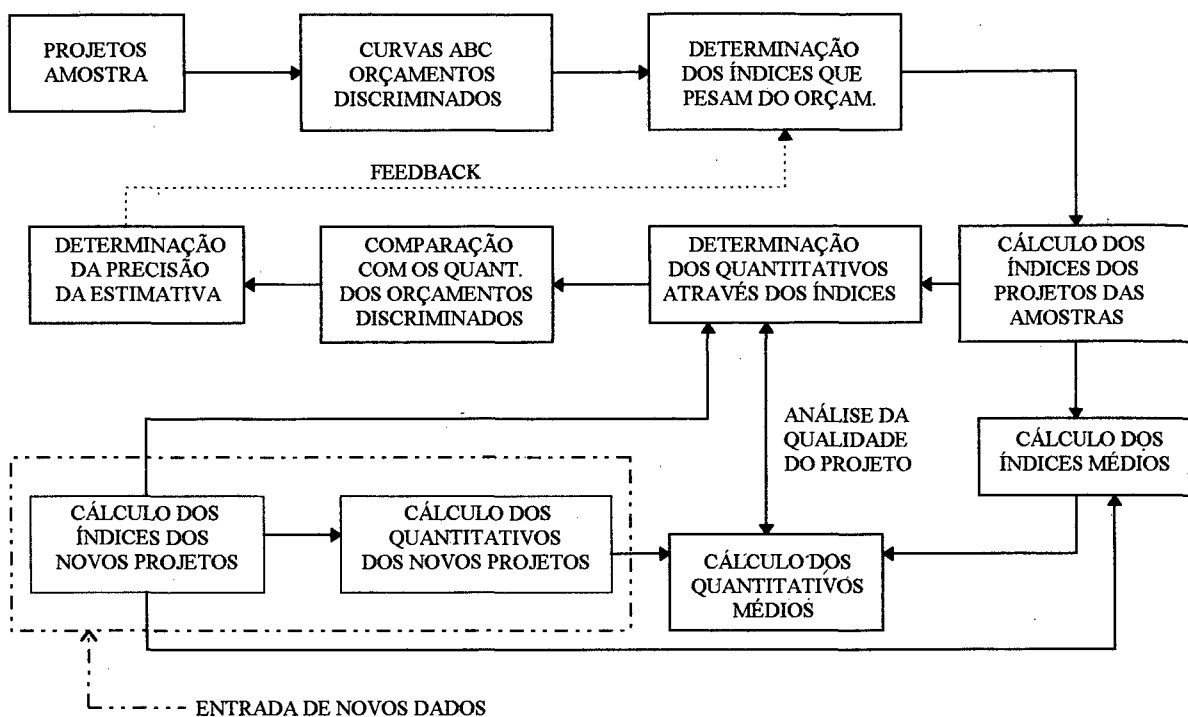 PROJETOS
AMOSTRA
CURVAS ABC
ORÇAMENTOS
DISCRIMINADOS
DETERMINAÇÃO
DOS ÍNDICES QUE
PESAM DO ORÇAM.
FEEDBACK
DETERMINAÇÃO
DA PRECISÃO
DA ESTIMATIVA
COMPARAÇÃO
COM OS QUANT.
DOS ORÇAMENTOS
DISCRIMINADOS
DETERMINAÇÃO
DOS QUANTITATIVOS
ATRAVÉS DOS ÍNDICES
CÁLCULO DOS
ÍNDICES DOS
PROJETOS DAS
AMOSTRAS
ANÁLISE DA
QUALIDADE
DO PROJETO
CÁLCULO DOS
ÍNDICES MÉDIOS
CÁLCULO DOS
ÍNDICES DOS
NOVOS PROJETOS
CÁLCULO DOS
QUANTITATIVOS
DOS NOVOS PROJETOS
CÁLCULO DOS
QUANTITATIVOS
MÉDIOS
ENTRADA DE NOVOS DADOS